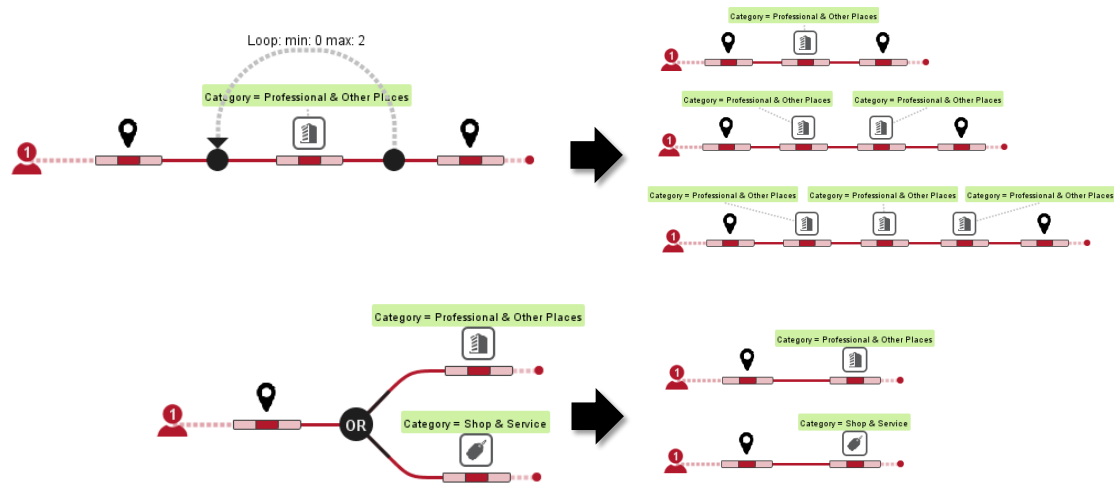 Loop: min: 0 max: 2
Category = Professional & Other Places
1
Category = Professional & Other Places
1
Category = Professional & Other Places
Category = Professional & Other Places
1
Category = Professional & Other Places
Category = Professional & Other Places
Category = Professional & Other Places
1
Category = Professional & Other Places
1
OR
Category = Shop & Service
Category = Professional & Other Places
1
Category = Shop & Service
1